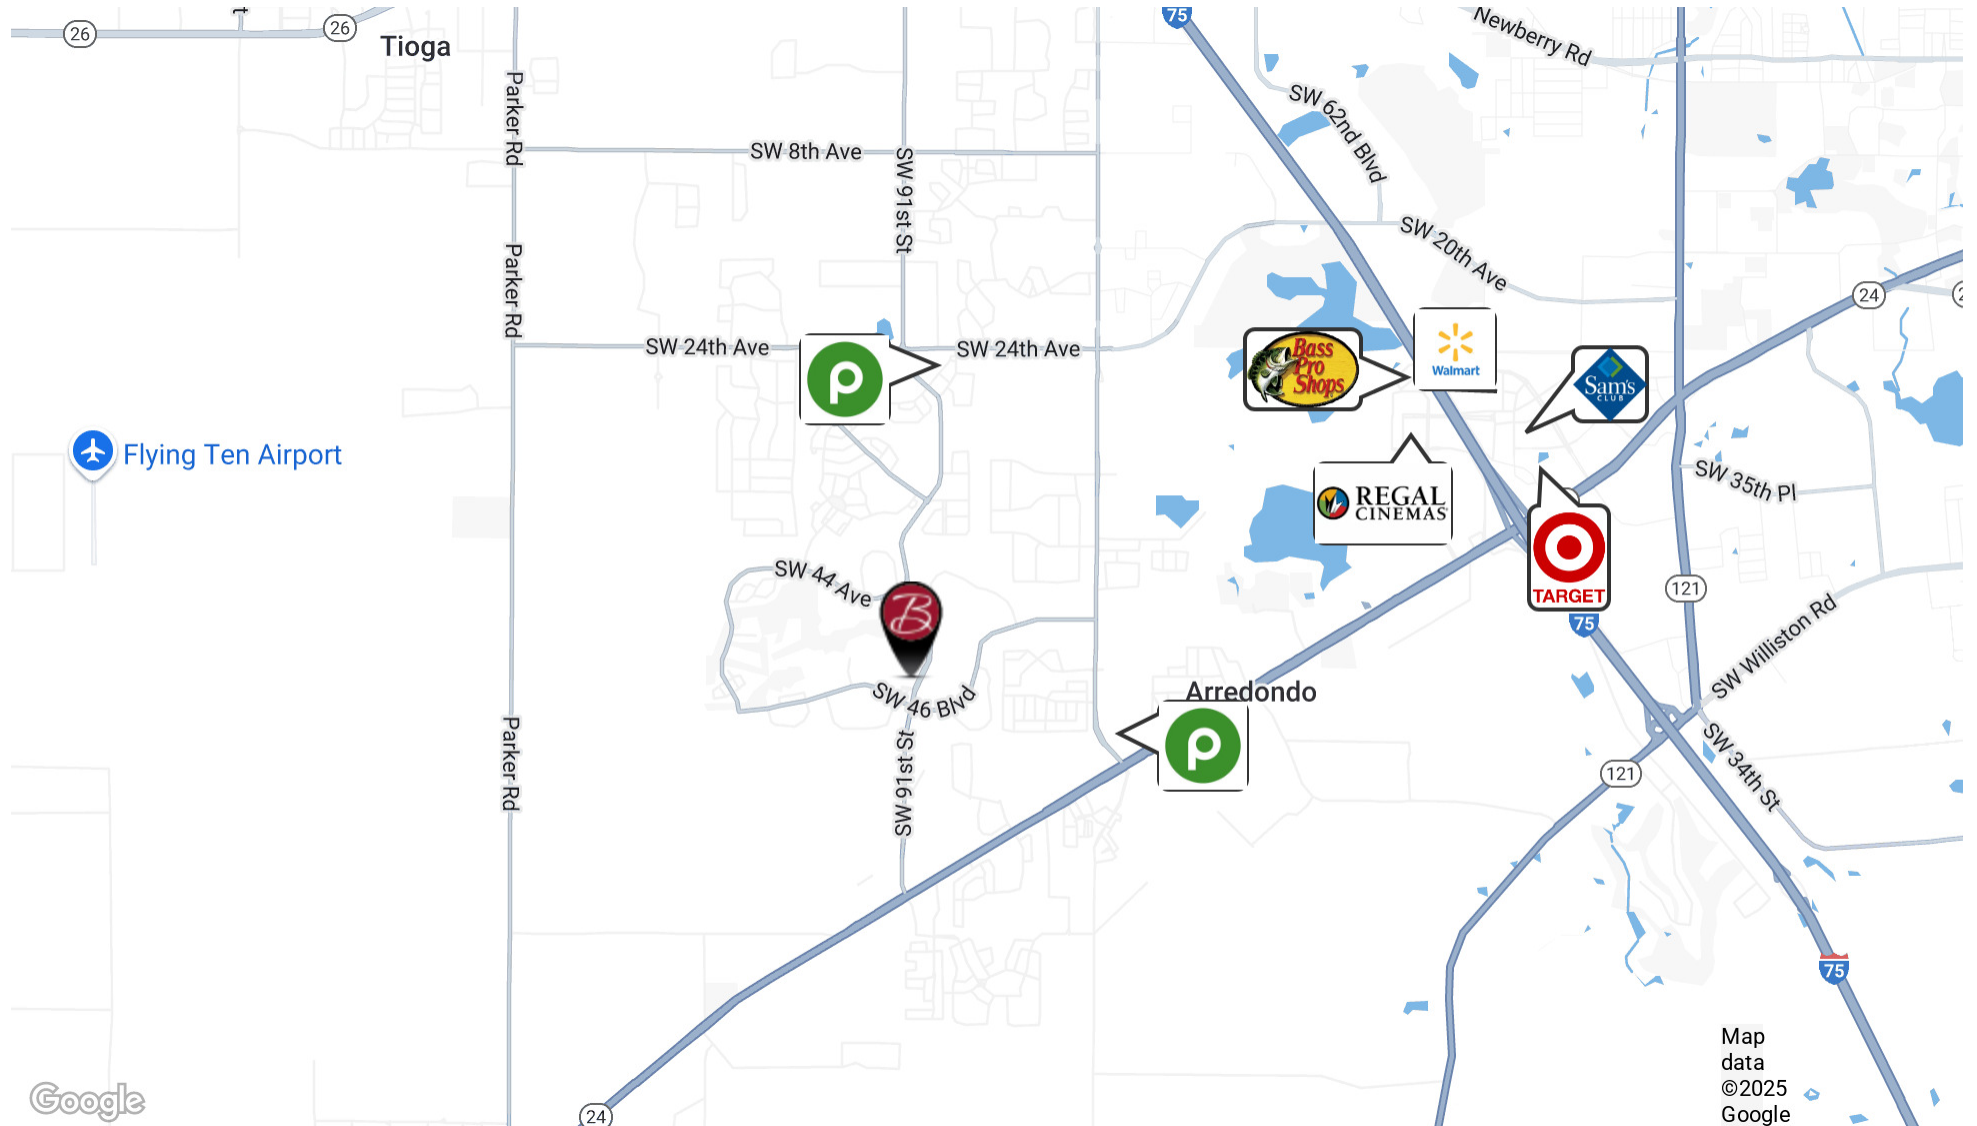 26
26
Tioga
75
Newberry Rd
Parker Rd
SW 62nd Blvd
SW 8th Ave
SW 91st St
SW 20th Ave
Parker Rd
24
SW 24th Ave
SW 24th Ave
Bass
Pro
Shops
Walmart
Sam's
CLUB
Flying Ten Airport
SW 35th Pl
REGAL
CINEMAS
SW 44 Ave
TARGET
121
75
B
SW Williston Rd
SW 46 Blvd
Arredondo
Parker Rd
SW 91st St
SW 34th St
121
75
Map
data
©2025
Google
Google
24